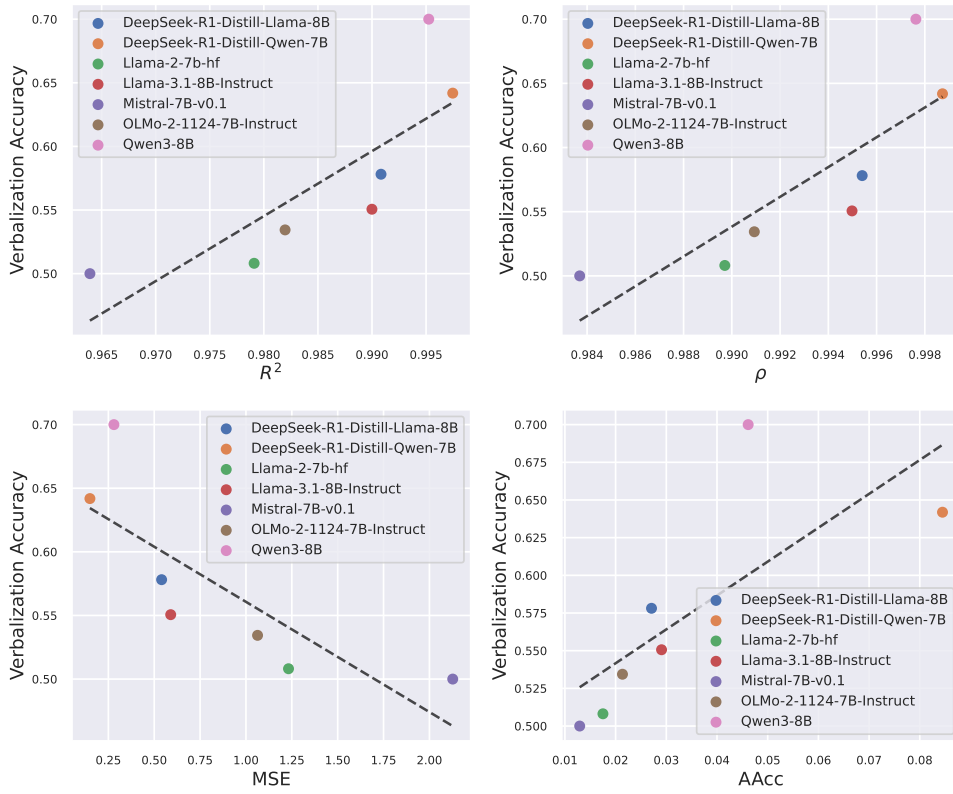 0.70
0.65
0.60
0.55
0.50
Verbalization Accuracy
DeepSeek-R1-Distill-Llama-8B
DeepSeek-R1-Distill-Qwen-7B
Llama-2-7b-hf
Llama-3.1-8B-Instruct
Mistral-7B-v0.1
OLMo-2-1124-7B-Instruct
Qwen3-8B
0.965 0.970 0.975 0.980 0.985 0.990 0.995
R²
0.70
0.65
0.60
0.55
0.50
Verbalization Accuracy
DeepSeek-R1-Distill-Llama-8B
DeepSeek-R1-Distill-Qwen-7B
Llama-2-7b-hf
Llama-3.1-8B-Instruct
Mistral-7B-v0.1
OLMo-2-1124-7B-Instruct
Qwen3-8B
0.984 0.986 0.988 0.990 0.992 0.994 0.996 0.998
ρ
0.70
0.65
0.60
0.55
0.50
Verbalization Accuracy
DeepSeek-R1-Distill-Llama-8B
DeepSeek-R1-Distill-Qwen-7B
Llama-2-7b-hf
Llama-3.1-8B-Instruct
Mistral-7B-v0.1
OLMo-2-1124-7B-Instruct
Qwen3-8B
0.25 0.50 0.75 1.00 1.25 1.50 1.75 2.00
MSE
0.700
0.675
0.650
0.625
0.600
0.575
0.550
0.525
0.500
Verbalization Accuracy
DeepSeek-R1-Distill-Llama-8B
DeepSeek-R1-Distill-Qwen-7B
Llama-2-7b-hf
Llama-3.1-8B-Instruct
Mistral-7B-v0.1
OLMo-2-1124-7B-Instruct
Qwen3-8B
0.01 0.02 0.03 0.04 0.05 0.06 0.07 0.08
AAcc